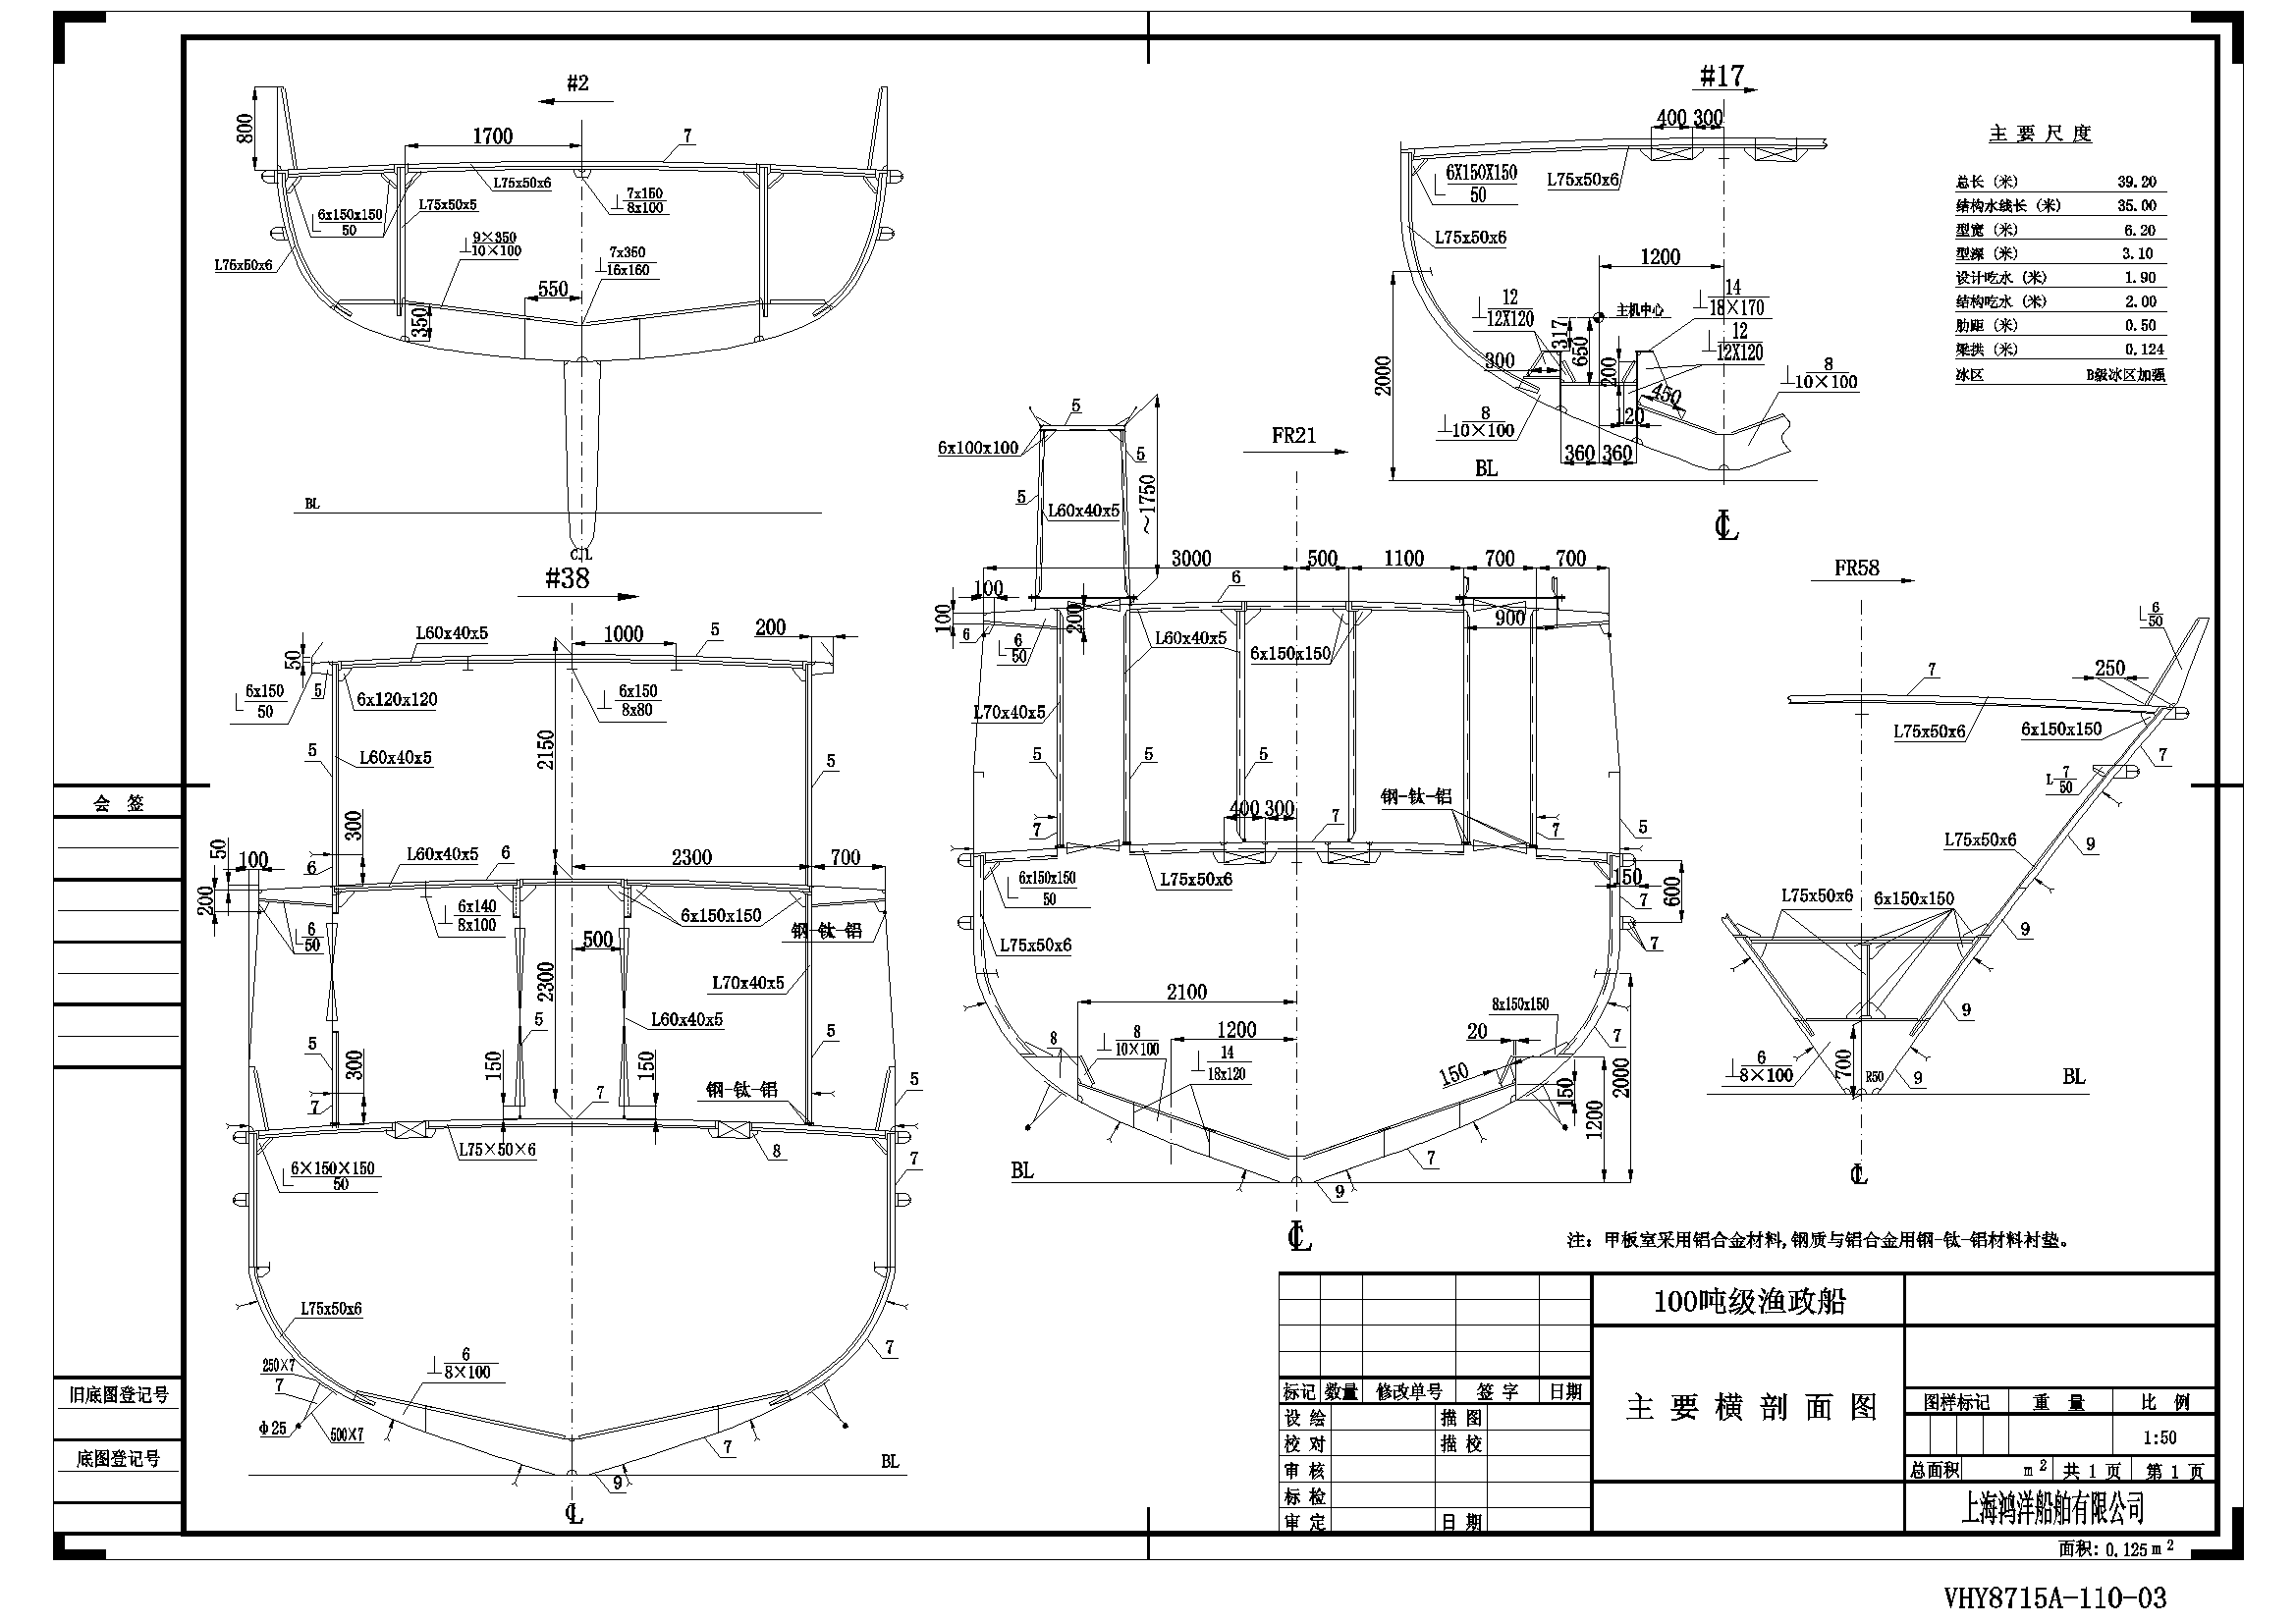 #2
800
1700
7
L75x50x6
7x150
8x100
6x150x150
50
L75x50x5
9×350
10×100
7x350
16x160
L75x50x6
550
350
BL
C.L
#17
400 300
6X150X150
50
L75x50x6
L75x50x6
1200
主机中心
12
12X120
14
18×170
12
12X120
317
650
300
200
2000
450
120
8
10×100
8
10×100
360 360
BL
主 要 尺 度
总长 (米) 39.20
结构水线长 (米) 35.00
型宽 (米) 6.20
型深 (米) 3.10
设计吃水 (米) 1.90
结构吃水 (米) 2.00
肋距 (米) 0.50
梁拱 (米) 0.124
冰区 B级冰区加强
#38
L60x40x5
1000
5
200
50
6x150
50
5
6x120x120
6x150
8x80
5
L60x40x5
2150
5
300
50
100
6
L60x40x5
6
2300
700
200
6
50
6x140
8x100
6x150x150
钢-钛-铝
500
2300
L70x40x5
L60x40x5
5
5
5
300
150
150
7
7
钢-钛-铝
5
L75×50×6
8
6×150×150
50
7
L75x50x6
250×7
7
ф25
500×7
6
8×100
7
7
BL
9
FR21
5
6x100x100
5
5
L60x40x5
~1750
3000
500
1100
700
700
100
100
6
6
200
6
50
L60x40x5
6x150x150
900
L70x40x5
5
5
5
5
钢-钛-铝
400 300
7
7
7
5
6x150x150
50
L75x50x6
150
600
7
7
L75x50x6
2100
1200
8
8
10×100
14
18x120
20
8x150x150
150
150
7
1200
2000
7
9
BL
FR58
6
50
7
250
L75x50x6
6x150x150
7
7
50
L75x50x6
9
L75x50x6
6x150x150
9
9
6
8×100
700
R50
9
BL
注: 甲板室采用铝合金材料,钢质与铝合金用钢-钛-铝材料衬垫。
会 签
旧底图登记号
底图登记号
100吨级渔政船
主 要 横 剖 面 图
标记 数量 修改单号 签 字 日期
设 绘 描 图
校 对 描 校
审 核
标 检
审 定 日 期
图样标记 重 量 比 例
1:50
总面积 m² 共 1 页 第 1 页
上海鸿洋船舶有限公司
面积: 0.125m²
VHY8715A-110-03